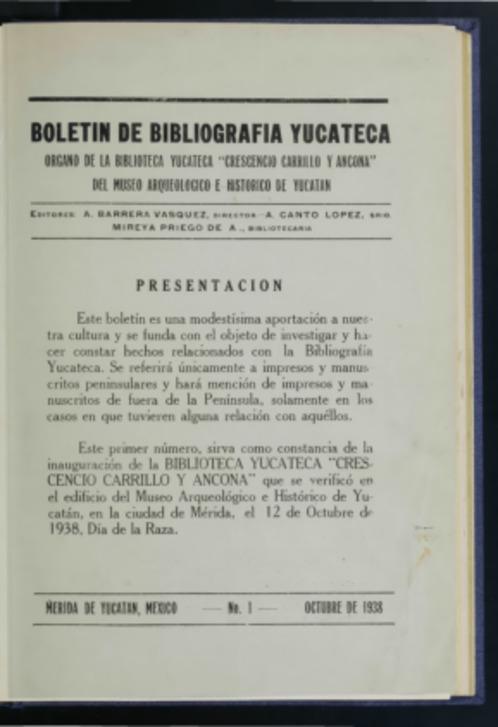 BOLETIN DE BIBLIOGRAFIA YUCATECA
ORGANO DE LA BIBLIOTECA YUCATECA "CRESCENCIO CARRILLO Y ANCONA"
DEL MUSEO ARQUEOLOGICO E HISTORICO DE YUCATAN
EDITORES: A. BARRERA VASQUEZ, DIRECTOR.-A. CANTO LOPEZ, SRIO.
MIREYA PRIEGO DE A., BIBLIOTECARIA
PRESENTACION
Este boletín es una modestísima aportación a nues-
tra cultura y se funda con el objeto de investigar y ha-
cer constar hechos relacionados con la Bibliografía
Yucateca. Se referirá únicamente a impresos y manus-
critos peninsulares y hará mención de impresos y ma-
nuscritos de fuera de la Península, solamente en los
casos en que tuvieren alguna relación con aquéllos.
Este primer número, sirva como constancia de la
inauguración de la BIBLIOTECA YUCATECA "CRES-
CENCIO CARRILLO Y ANCONA" que se verificó en
el edificio del Museo Arqueológico e Histórico de Yu-
catán, en la ciudad de Mérida, el 12 de Octubre de
1938, Día de la Raza.
MERIDA DE YUCATAN, MEXICO — No. 1 — OCTUBRE DE 1938